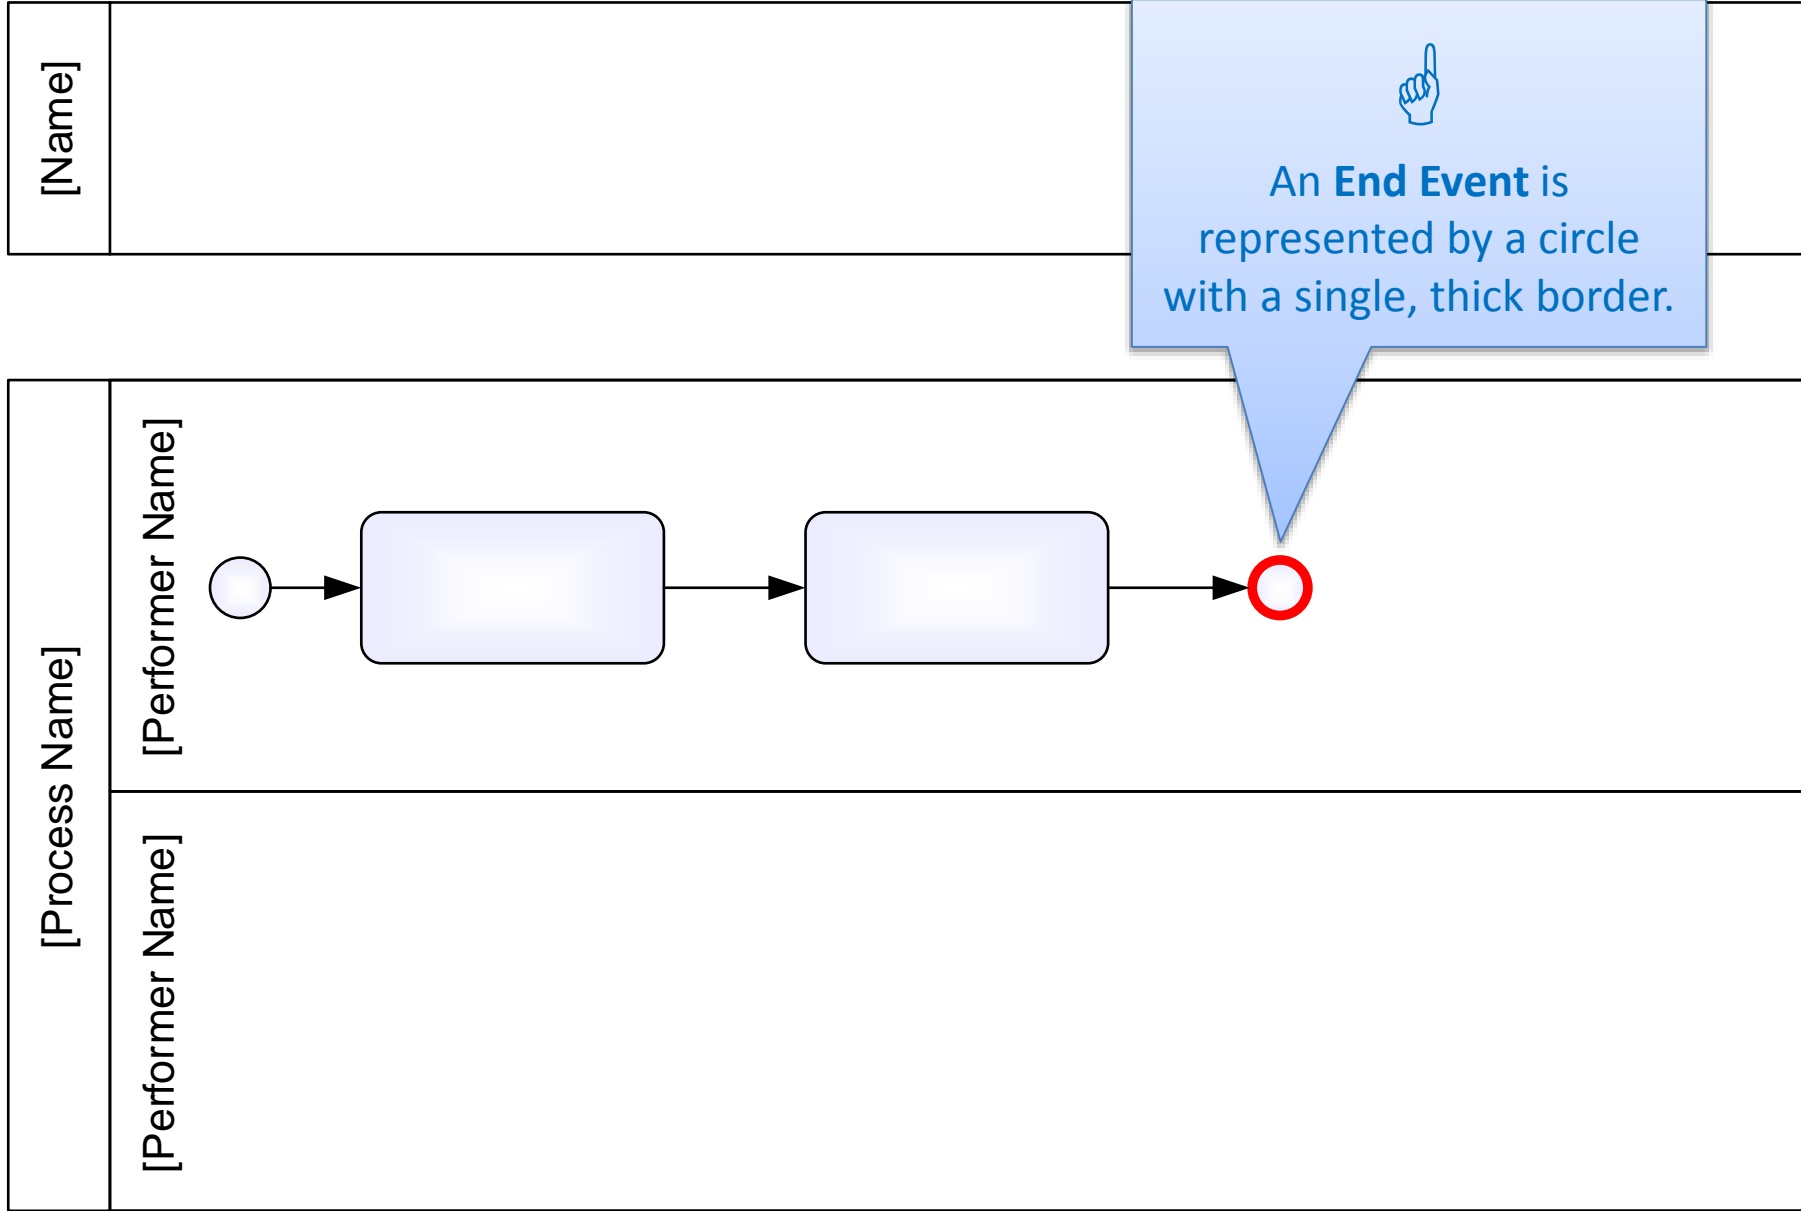 [Name]
☝
An End Event is
represented by a circle
with a single, thick border.
[Process Name]
[Performer Name]
[Performer Name]